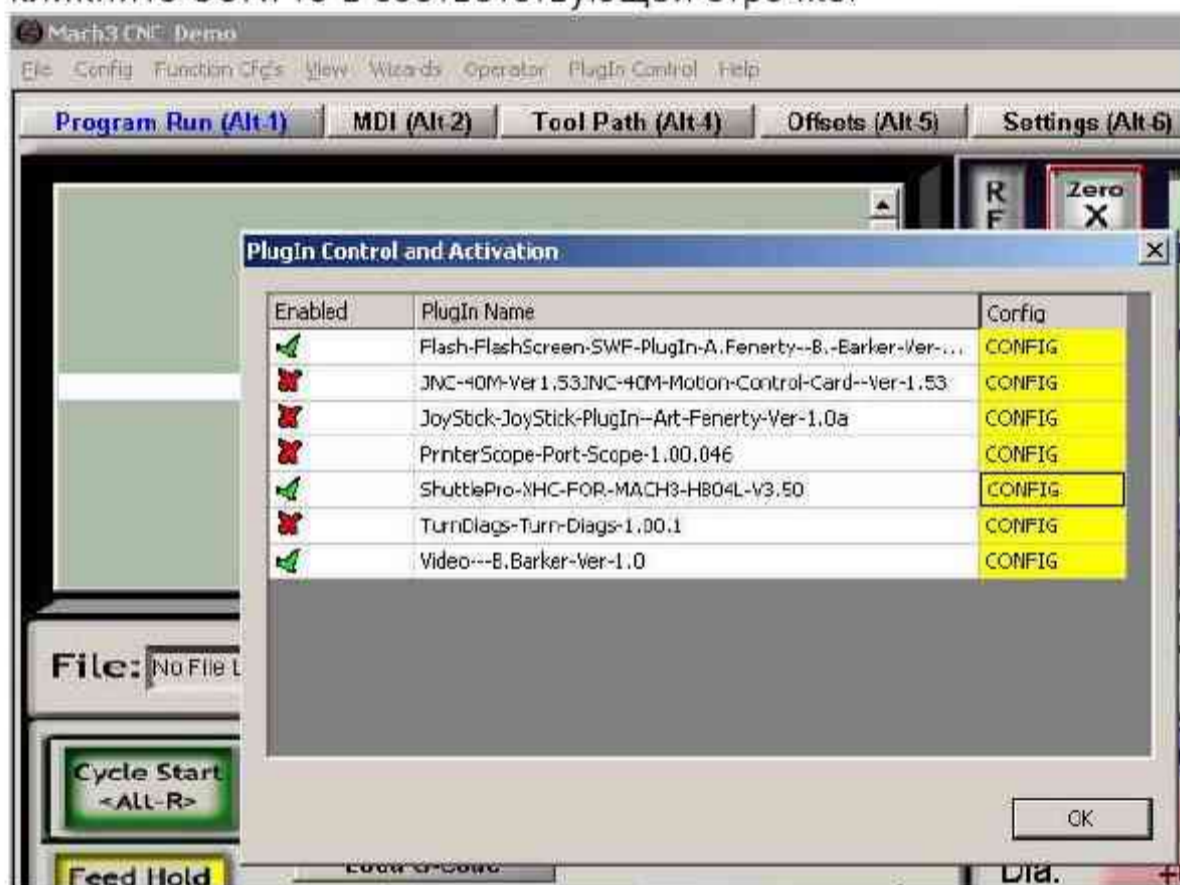 Mach3 CNC Demo
File Config Function Cfg's View Wizards Operator PlugIn Control Help
Program Run (Alt-1) MDI (Alt-2) Tool Path (Alt-4) Offsets (Alt-5) Settings (Alt-6)
R Zero
F X
PlugIn Control and Activation
Enabled PlugIn Name Config
Flash-FlashScreen-SWF-PlugIn-A.Fenerty--B.-Barker-Ver-... CONFIG
JNC-40M-Ver1.53JNC-40M-Motion-Control-Card--Ver-1.53 CONFIG
JoyStick-JoyStick-PlugIn--Art-Fenerty-Ver-1.0a CONFIG
PrinterScope-Port-Scope-1.00.046 CONFIG
ShuttlePro-XHC-FOR-MACH3-HB04L-V3.50 CONFIG
TurnDiags-Turn-Diags-1.00.1 CONFIG
Video---B.Barker-Ver-1.0 CONFIG
File: No File L
Cycle Start
<Alt-R>
OK
Feed Hold
Dia. +